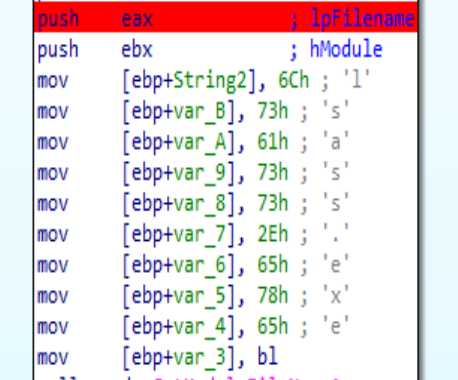 push eax ; lpFilename
push ebx ; hModule
mov [ebp+String2], 6Ch ; 'l'
mov [ebp+var_B], 73h ; 's'
mov [ebp+var_A], 61h ; 'a'
mov [ebp+var_9], 73h ; 's'
mov [ebp+var_8], 73h ; 's'
mov [ebp+var_7], 2Eh ; '.'
mov [ebp+var_6], 65h ; 'e'
mov [ebp+var_5], 78h ; 'x'
mov [ebp+var_4], 65h ; 'e'
mov [ebp+var_3], bl